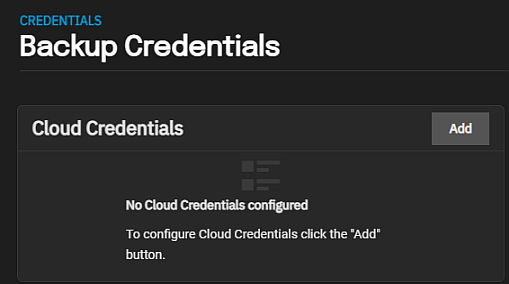 CREDENTIALS
Backup Credentials
Cloud Credentials
Add
No Cloud Credentials configured
To configure Cloud Credentials click the "Add"
button.